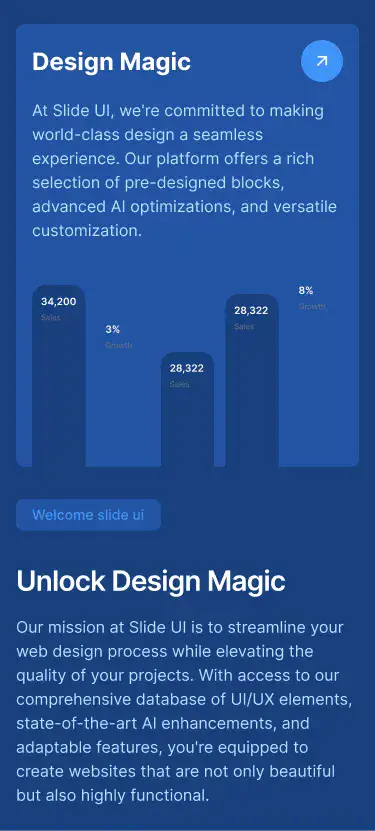 Design Magic
At Slide UI, we're committed to making
world-class design a seamless
experience. Our platform offers a rich
selection of pre-designed blocks,
advanced AI optimizations, and versatile
customization.
34,200
Sales
3%
Growth
28,322
Sales
28,322
Sales
8%
Growth
Welcome slide ui
Unlock Design Magic
Our mission at Slide UI is to streamline your
web design process while elevating the
quality of your projects. With access to our
comprehensive database of UI/UX elements,
state-of-the-art AI enhancements, and
adaptable features, you're equipped to
create websites that are not only beautiful
but also highly functional.